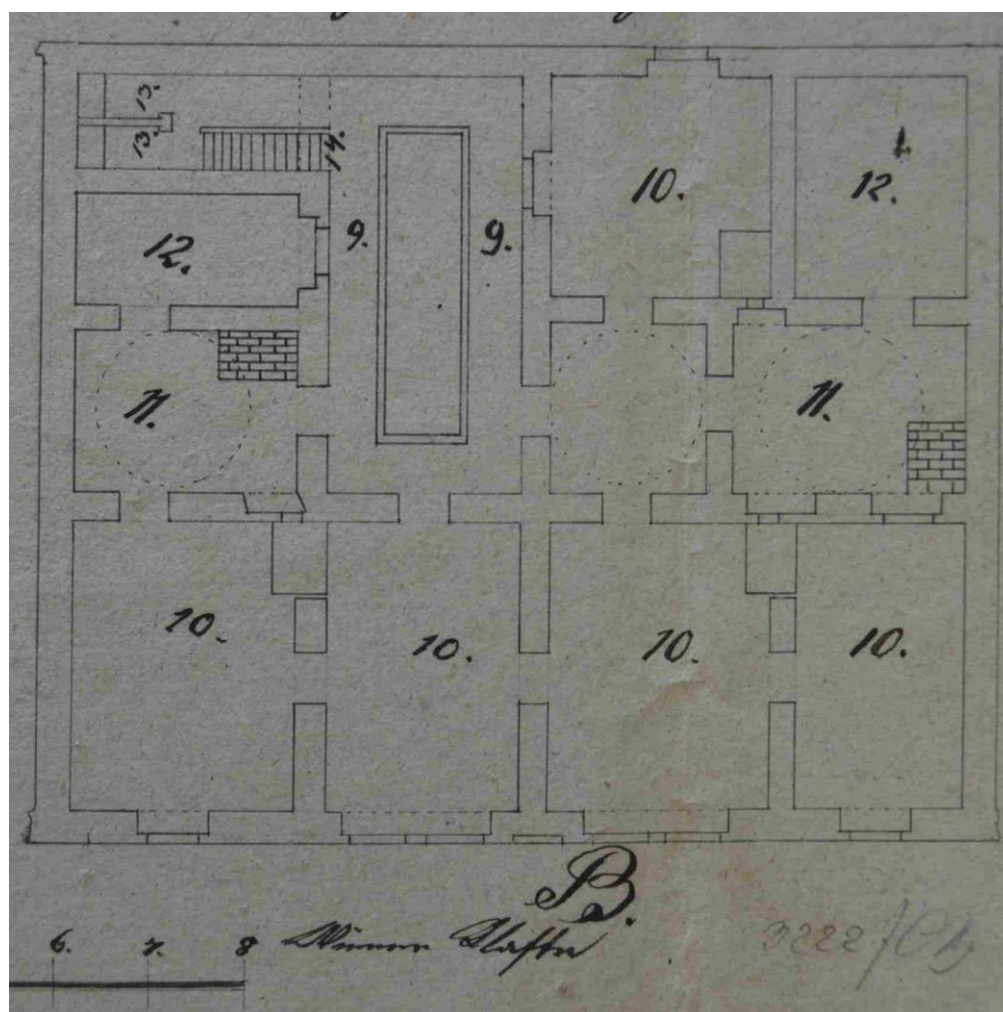 13.
13. 14.
10. 12.
12. 9. 9.
11. 11.
10. 10. 10. 10.
B.
6. 7. 8 Wiener Klafter
3222